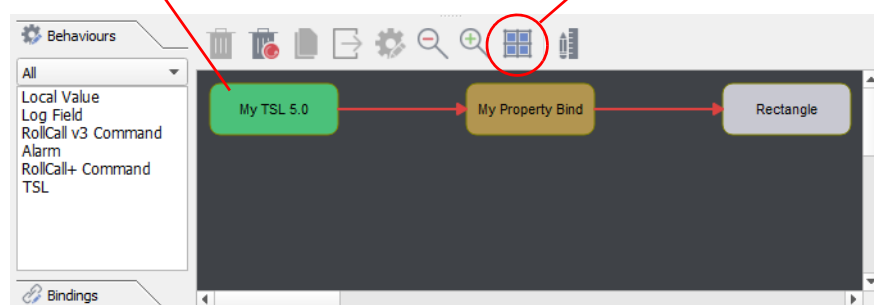 Behaviours
All
Local Value
Log Field
RollCall v3 Command
Alarm
RollCall+ Command
TSL
Bindings
My TSL 5.0
My Property Bind
Rectangle